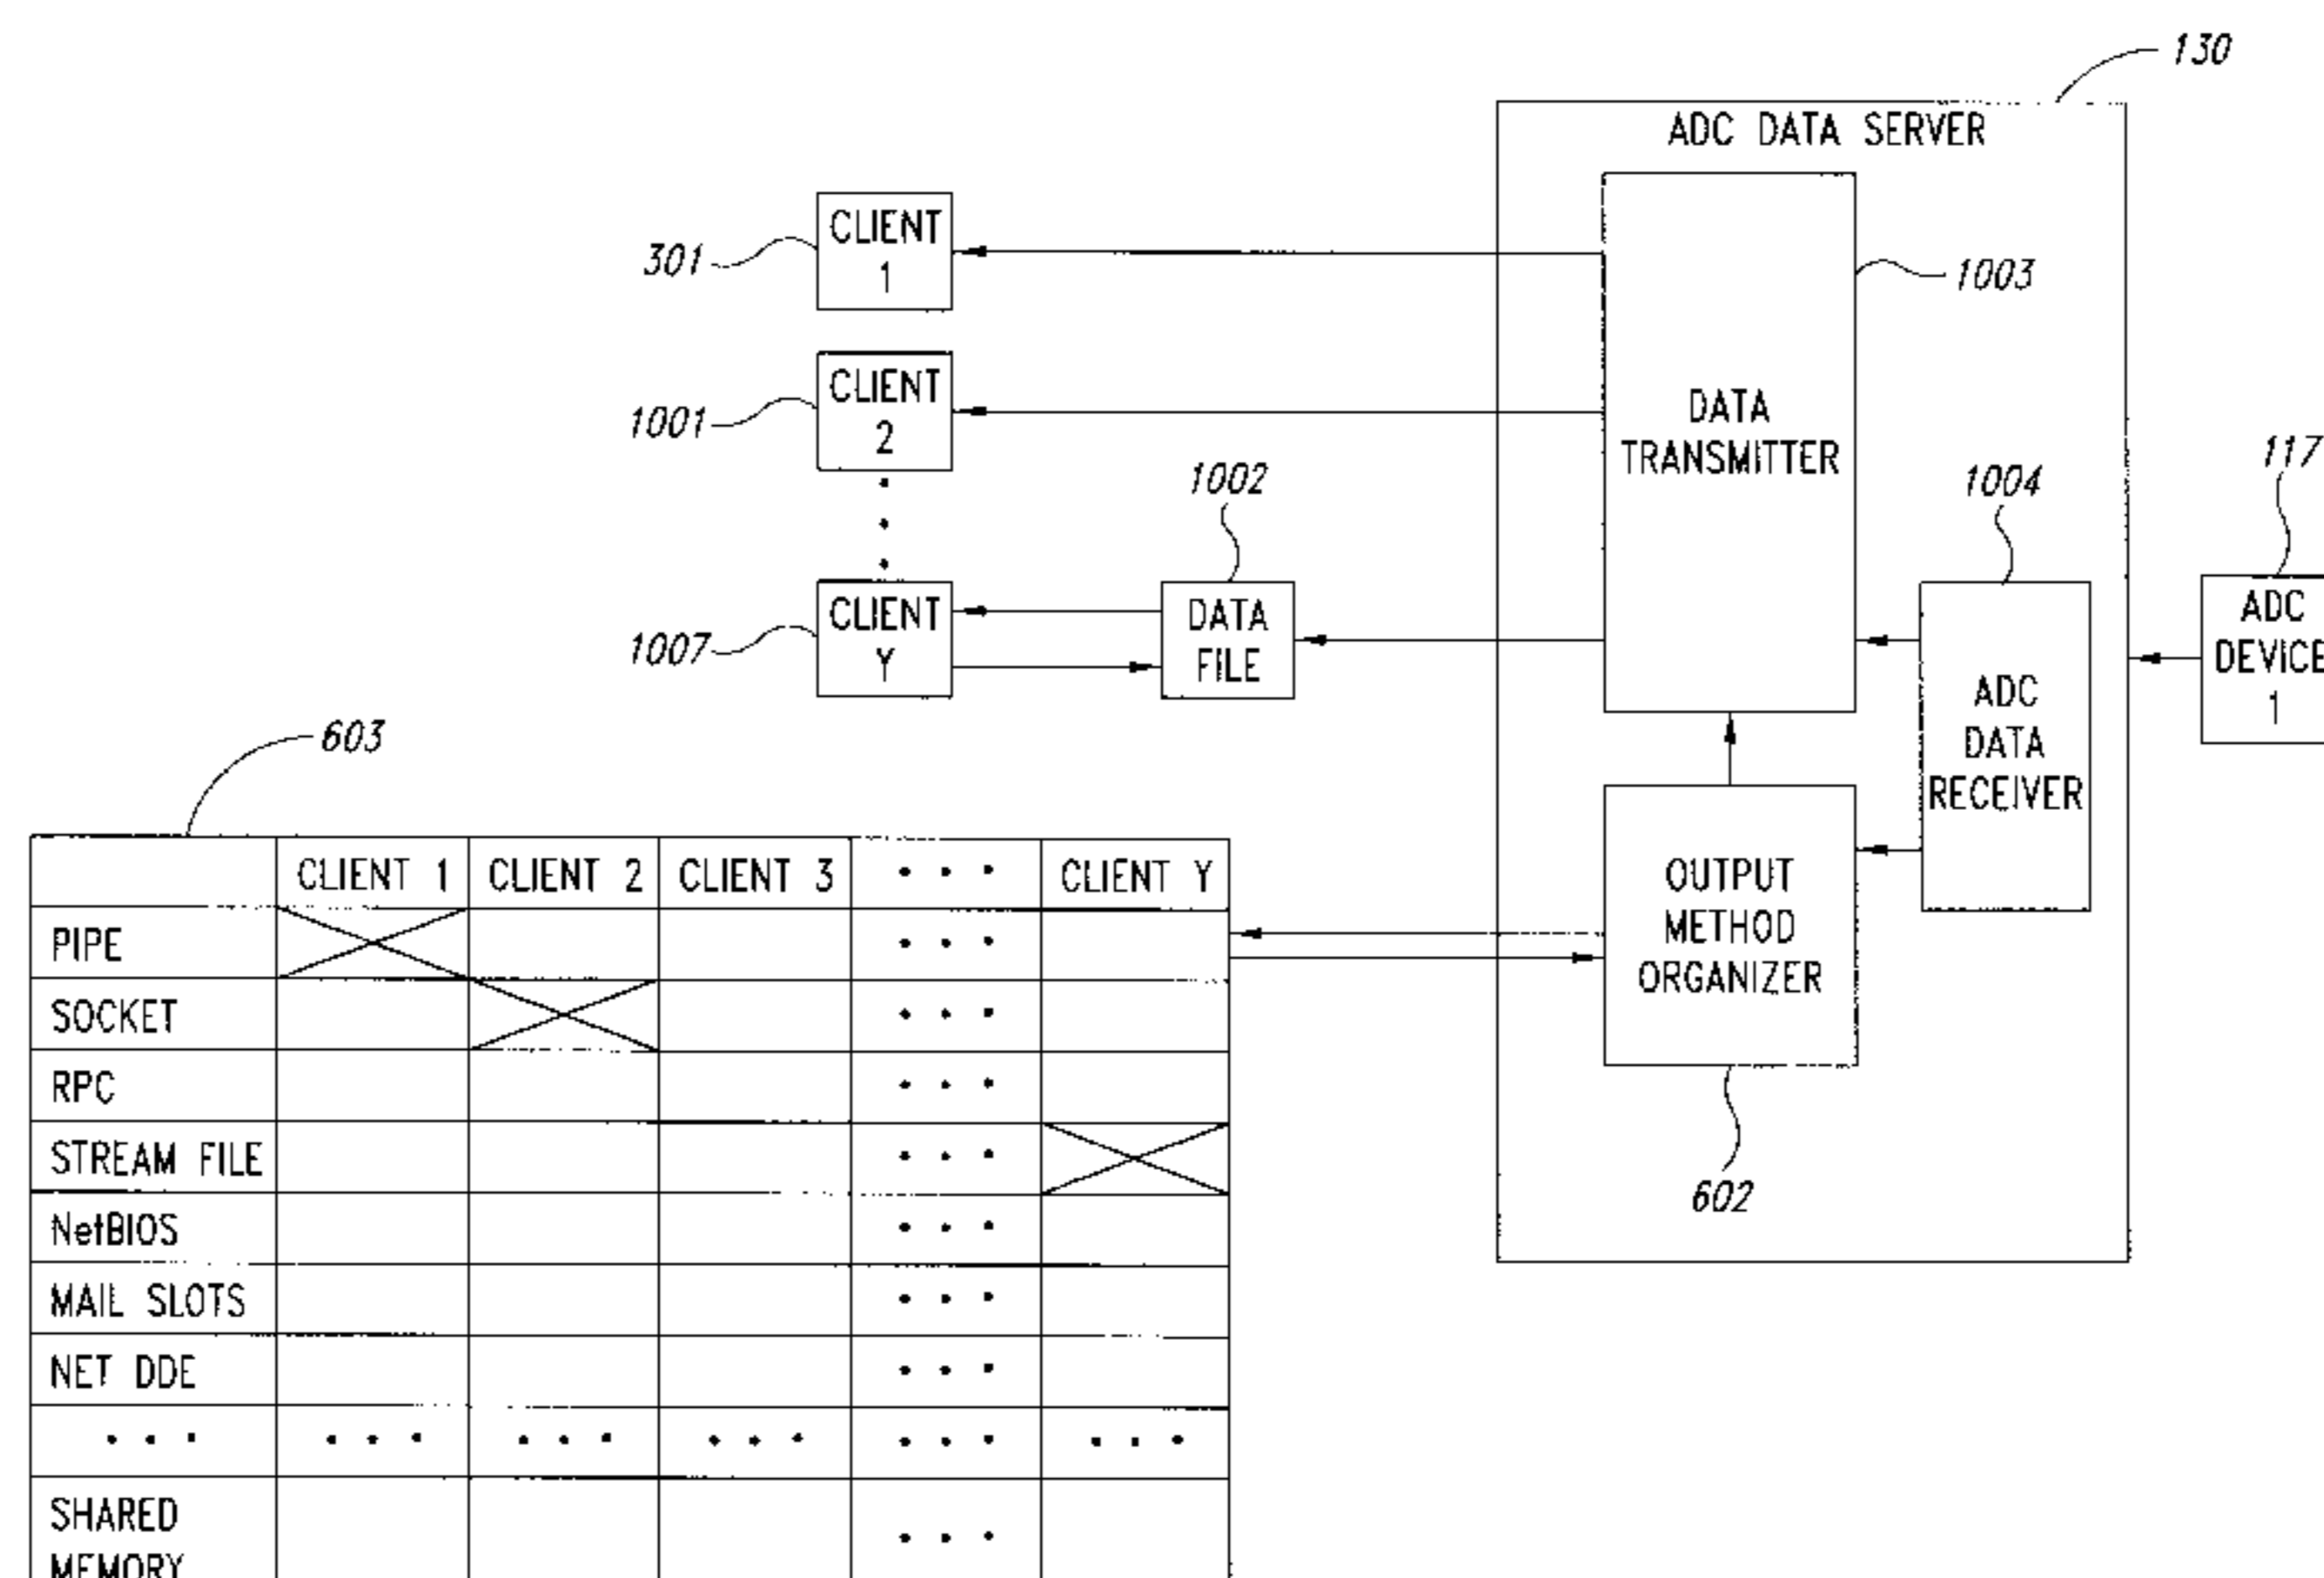 130
ADC DATA SERVER
CLIENT
1
301
1003
CLIENT
2
1001
DATA
TRANSMITTER
1002
1004
117
CLIENT
Y
1007
DATA
FILE
ADC
DATA
RECEIVER
ADC
DEVICE
1
603
CLIENT 1 CLIENT 2 CLIENT 3 • • • CLIENT Y
PIPE • • •
SOCKET • • •
RPC • • •
STREAM FILE • • •
NetBIOS • • •
MAIL SLOTS • • •
NET DDE • • •
• • • • • • • • • • • • • • • • • •
SHARED
MEMORY • • •
OUTPUT
METHOD
ORGANIZER
602